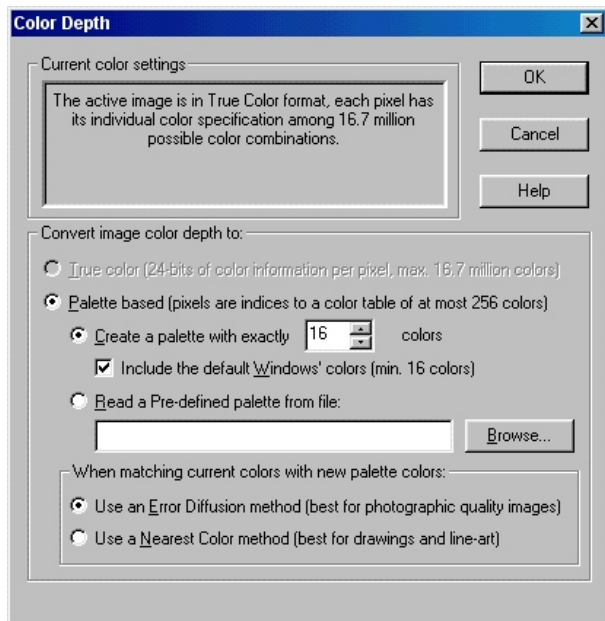 Color Depth
Current color settings
OK
The active image is in True Color format, each pixel has
its individual color specification among 16.7 million
possible color combinations.
Cancel
Help
Convert image color depth to:
True color (24-bits of color information per pixel, max. 16.7 million colors)
Palette based (pixels are indices to a color table of at most 256 colors)
Create a palette with exactly 16 colors
Include the default Windows' colors (min. 16 colors)
Read a Pre-defined palette from file:
Browse...
When matching current colors with new palette colors:
Use an Error Diffusion method (best for photographic quality images)
Use a Nearest Color method (best for drawings and line-art)